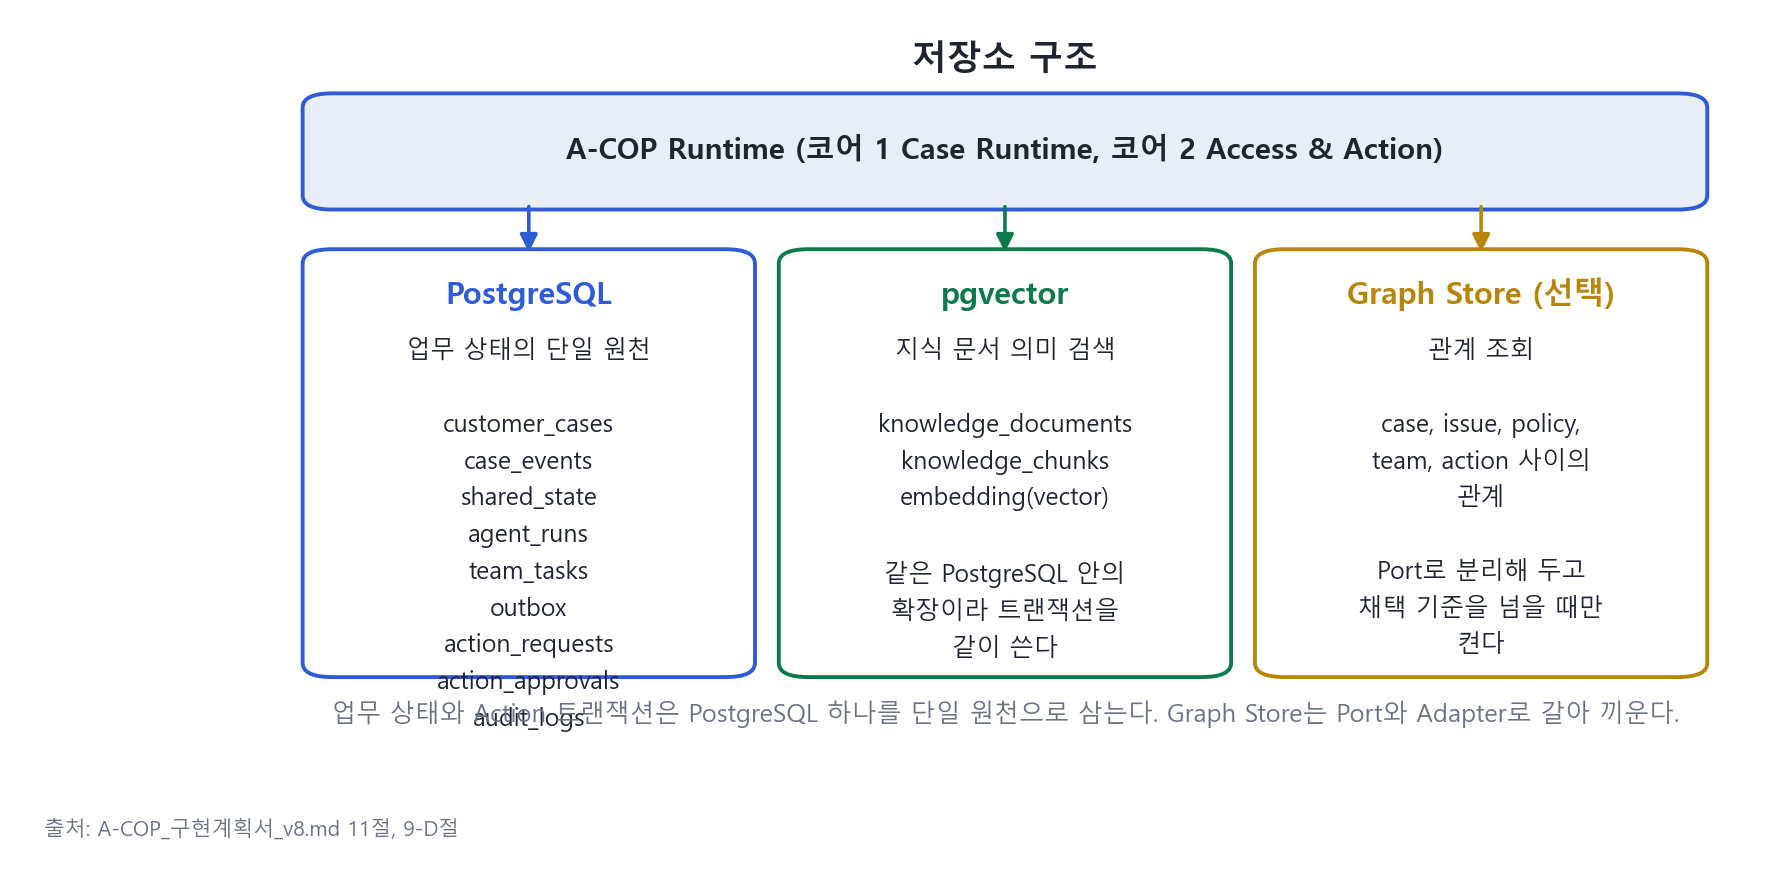 저장소 구조
A-COP Runtime (코어 1 Case Runtime, 코어 2 Access & Action)
PostgreSQL
업무 상태의 단일 원천
customer_cases
case_events
shared_state
agent_runs
team_tasks
outbox
action_requests
action_approvals
audit_logs
pgvector
지식 문서 의미 검색
knowledge_documents
knowledge_chunks
embedding(vector)
같은 PostgreSQL 안의
확장이라 트랜잭션을
같이 쓴다
Graph Store (선택)
관계 조회
case, issue, policy,
team, action 사이의
관계
Port로 분리해 두고
채택 기준을 넘을 때만
켠다
업무 상태와 Action 트랜잭션은 PostgreSQL 하나를 단일 원천으로 삼는다. Graph Store는 Port와 Adapter로 갈아 끼운다.
출처: A-COP_구현계획서_v8.md 11절, 9-D절